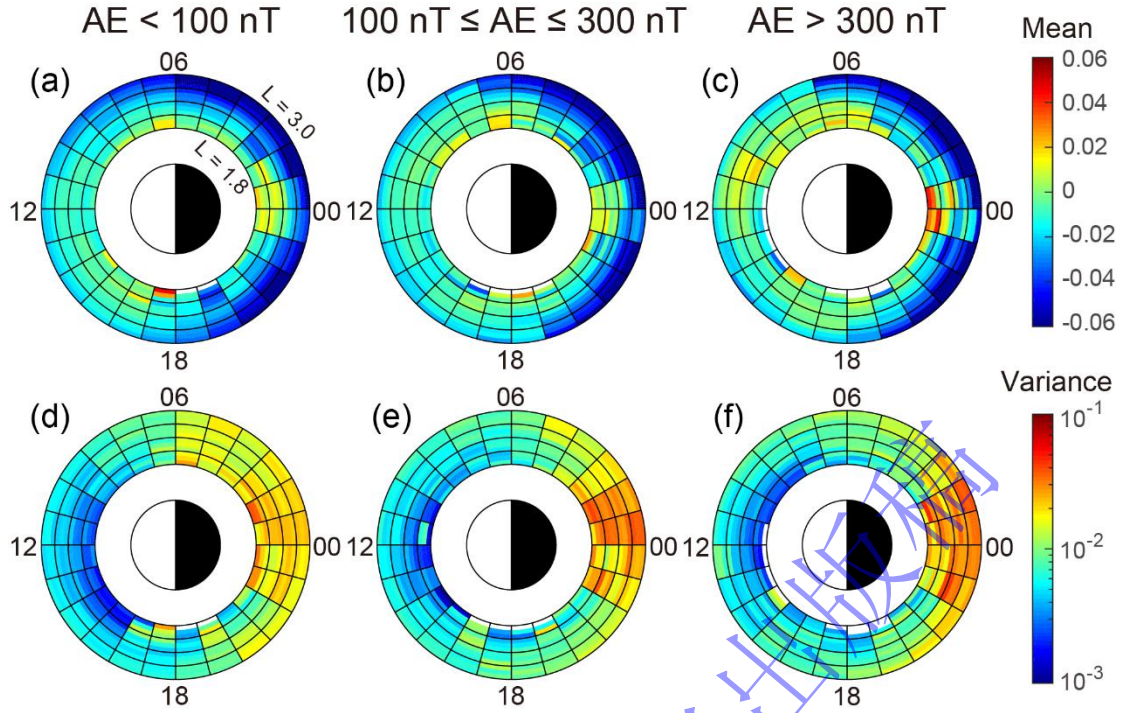 AE < 100 nT 100 nT ≤ AE ≤ 300 nT AE > 300 nT
Mean
(a) 06 (b) 06 (c) 06
0.06
0.04
0.02
0
-0.02
-0.04
-0.06
L = 3.0
L = 1.8
12 00 12 00 12 00
18 18 18
Variance
(d) 06 (e) 06 (f) 06
10⁻¹
10⁻²
10⁻³
12 00 12 00 12 00
18 18 18
出版稿